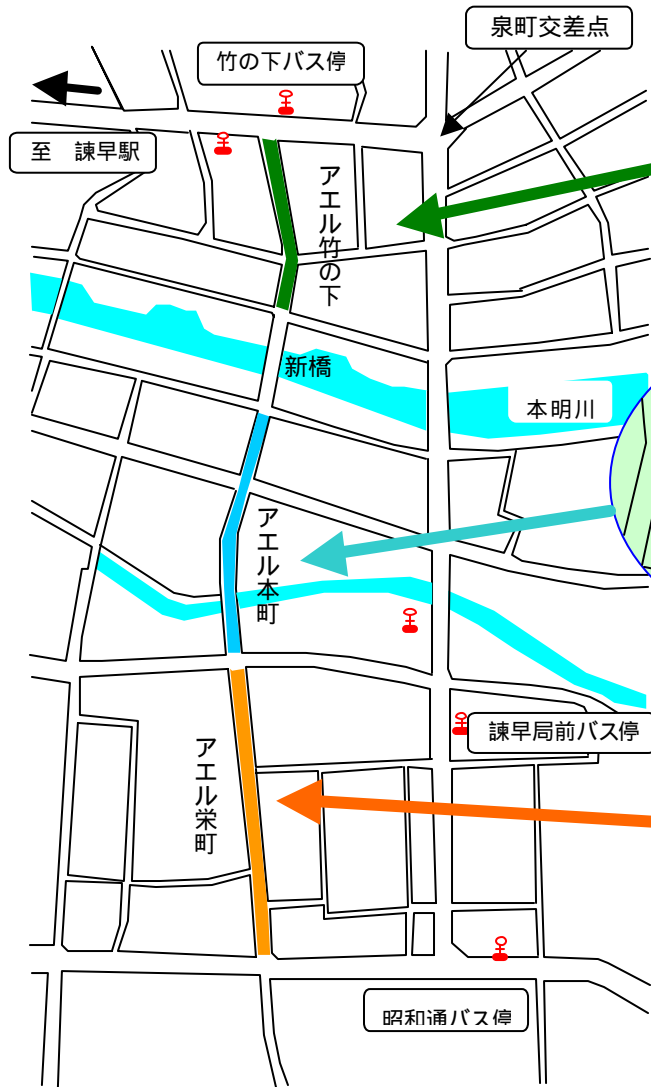 泉町交差点
竹の下バス停
至　諫早駅
アエル竹の下
新橋
本明川
アエル本町
諫早局前バス停
アエル栄町
昭和通バス停